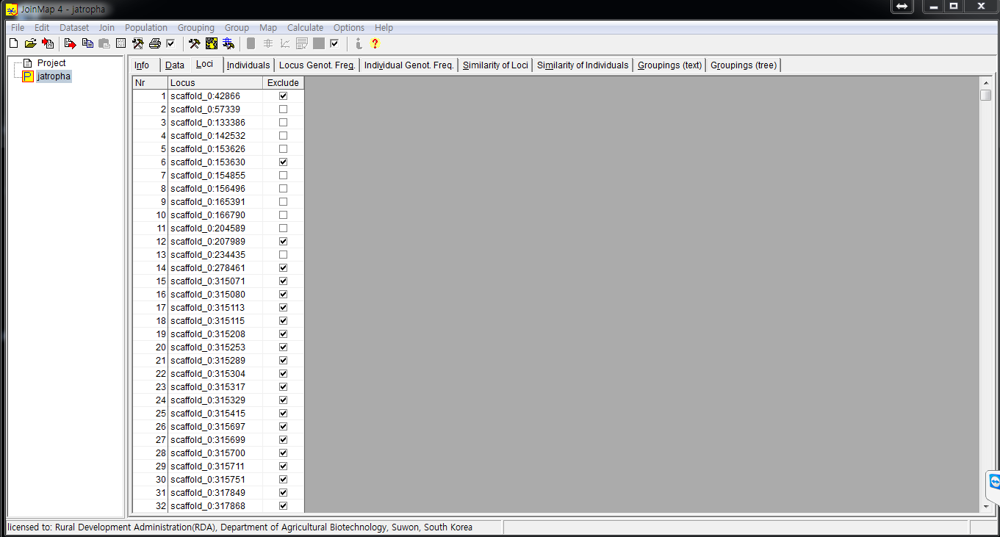 JoinMap 4 - jatropha
File Edit Dataset Join Population Grouping Group Map Calculate Options Help
Project
jatropha
Info Data Loci Individuals Locus Genot. Freq. Individual Genot. Freq. Similarity of Loci Similarity of Individuals Groupings (text) Groupings (tree)
Nr Locus Exclude
1 scaffold_0:42866
2 scaffold_0:57339
3 scaffold_0:133386
4 scaffold_0:142532
5 scaffold_0:153626
6 scaffold_0:153630
7 scaffold_0:154855
8 scaffold_0:156496
9 scaffold_0:165391
10 scaffold_0:166790
11 scaffold_0:204589
12 scaffold_0:207989
13 scaffold_0:234435
14 scaffold_0:278461
15 scaffold_0:315071
16 scaffold_0:315080
17 scaffold_0:315113
18 scaffold_0:315115
19 scaffold_0:315208
20 scaffold_0:315253
21 scaffold_0:315289
22 scaffold_0:315304
23 scaffold_0:315317
24 scaffold_0:315329
25 scaffold_0:315415
26 scaffold_0:315697
27 scaffold_0:315699
28 scaffold_0:315700
29 scaffold_0:315711
30 scaffold_0:315751
31 scaffold_0:317849
32 scaffold_0:317868
licensed to: Rural Development Administration(RDA), Department of Agricultural Biotechnology, Suwon, South Korea